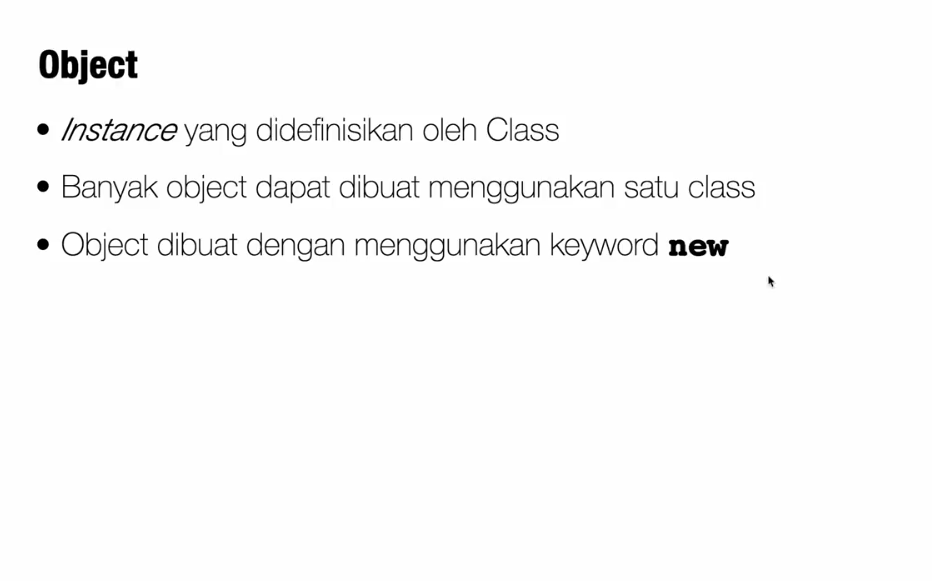 Object
• Instance yang didefinisikan oleh Class
• Banyak object dapat dibuat menggunakan satu class
• Object dibuat dengan menggunakan keyword new